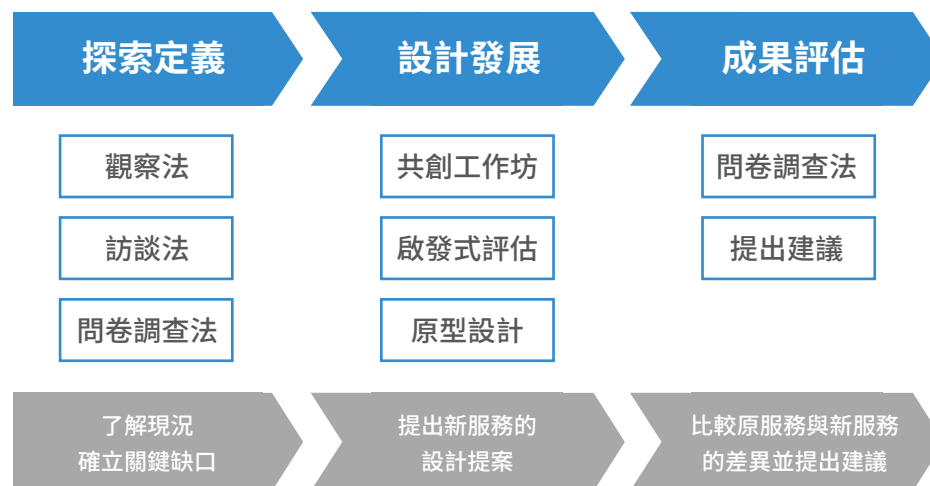 探索定義
設計發展
成果評估
觀察法
共創工作坊
問卷調查法
訪談法
啟發式評估
提出建議
問卷調查法
原型設計
了解現況
確立關鍵缺口
提出新服務的
設計提案
比較原服務與新服務
的差異並提出建議